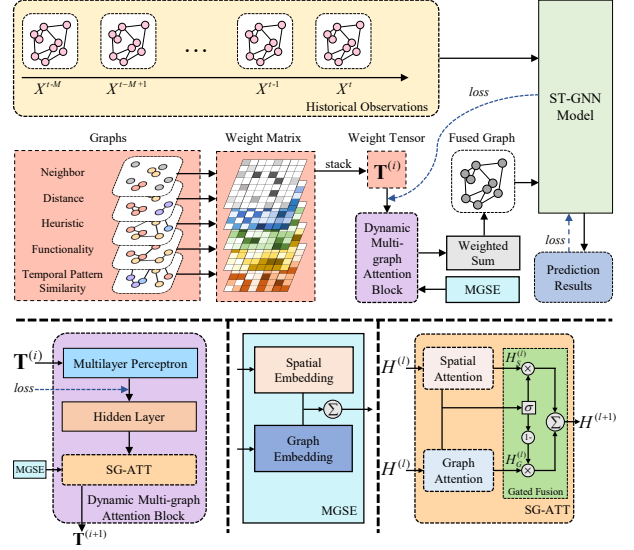 X^{t-M}
X^{t-M+1}
...
X^{t-1}
X^{t}
Historical Observations
loss
ST-GNN
Model
Graphs
Weight Matrix
Weight Tensor
Fused Graph
Neighbor
Distance
Heuristic
Functionality
Temporal Pattern
Similarity
stack
T^{(i)}
Dynamic
Multi-
graph
Attention
Block
Weighted
Sum
MGSE
loss
Prediction
Results
T^{(i)}
Multilayer Perceptron
loss
Hidden Layer
MGSE
SG-ATT
Dynamic Multi-graph
Attention Block
T^{(i+1)}
Spatial
Embedding
Σ
Graph
Embedding
MGSE
H^{(l)}
Spatial
Attention
H_S^{(l)}
×
σ
1-
Σ
H^{(l+1)}
H^{(l)}
Graph
Attention
H_G^{(l)}
×
Gated Fusion
SG-ATT